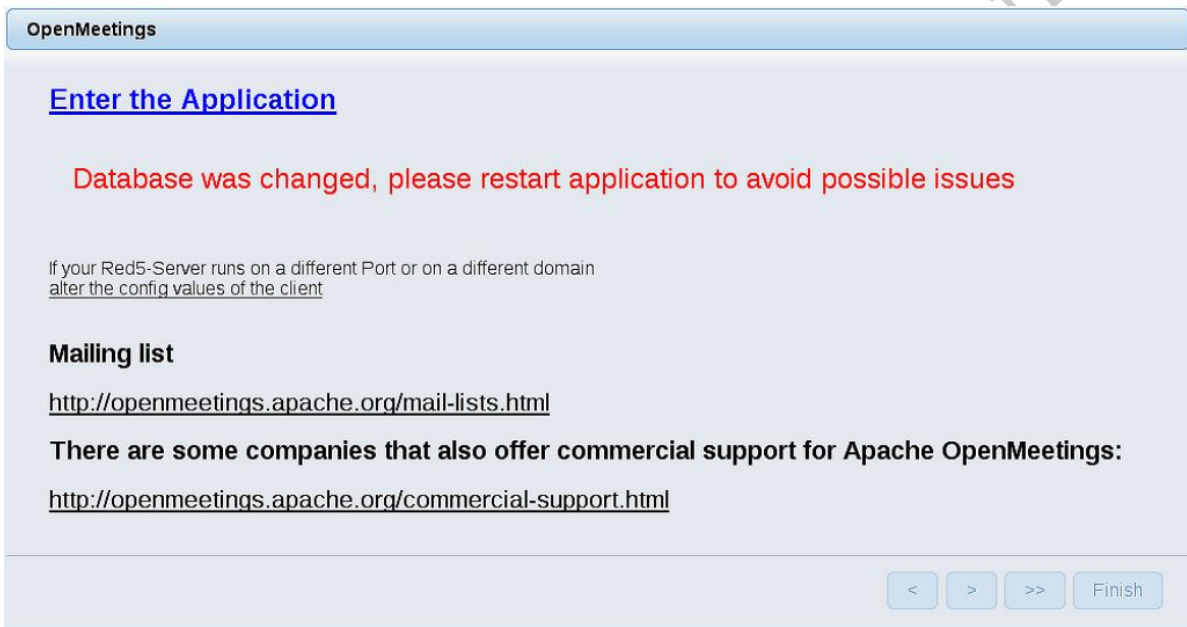 OpenMeetings
Enter the Application
Database was changed, please restart application to avoid possible issues
If your Red5-Server runs on a different Port or on a different domain
alter the config values of the client
Mailing list
http://openmeetings.apache.org/mail-lists.html
There are some companies that also offer commercial support for Apache OpenMeetings:
http://openmeetings.apache.org/commercial-support.html
< > >> Finish